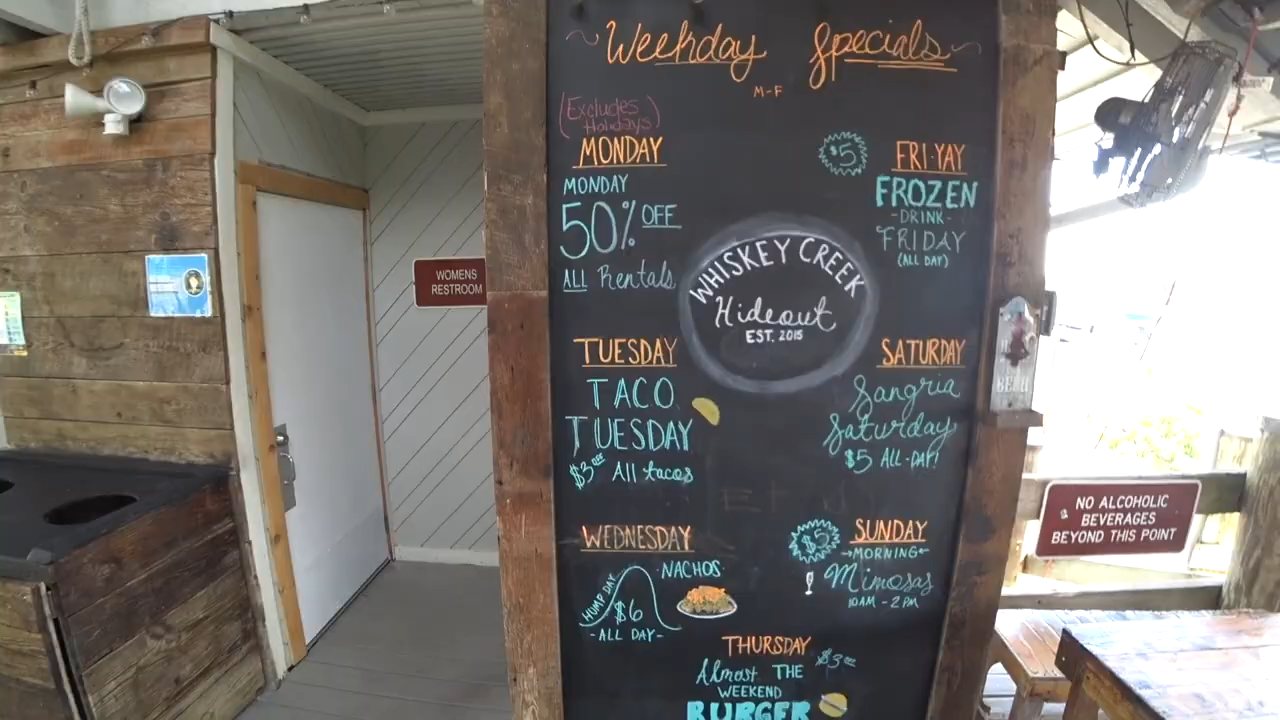 Weekday Specials
M-F
(Excludes
Holidays)
MONDAY
MONDAY
50% OFF
ALL Rentals
TUESDAY
TACO
TUESDAY
$3 OFF All tacos
WEDNESDAY
HUMP DAY
NACHOS
$6
-ALL DAY-
WHISKEY CREEK
Hideout
EST. 2015
$5
FRI-YAY
FROZEN
-DRINK-
FRIDAY
(ALL DAY)
SATURDAY
Sangria
Saturday
$5 ALL-DAY!
$5
SUNDAY
MORNING
Mimosas
10AM - 2PM
THURSDAY
Almost THE
WEEKEND
BURGER
$3 OFF
WOMENS
RESTROOM
NO ALCOHOLIC
BEVERAGES
BEYOND THIS POINT
BEER